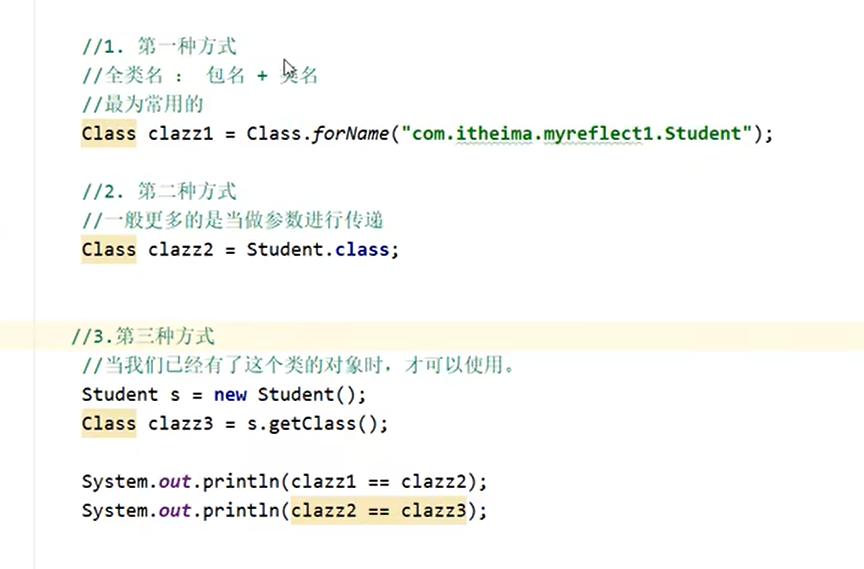 //1. 第一种方式
//全类名 : 包名 + 类名
//最为常用的
Class clazz1 = Class.forName("com.itheima.myreflect1.Student");
//2. 第二种方式
//一般更多的是当做参数进行传递
Class clazz2 = Student.class;
//3.第三种方式
//当我们已经有了这个类的对象时，才可以使用。
Student s = new Student();
Class clazz3 = s.getClass();
System.out.println(clazz1 == clazz2);
System.out.println(clazz2 == clazz3);